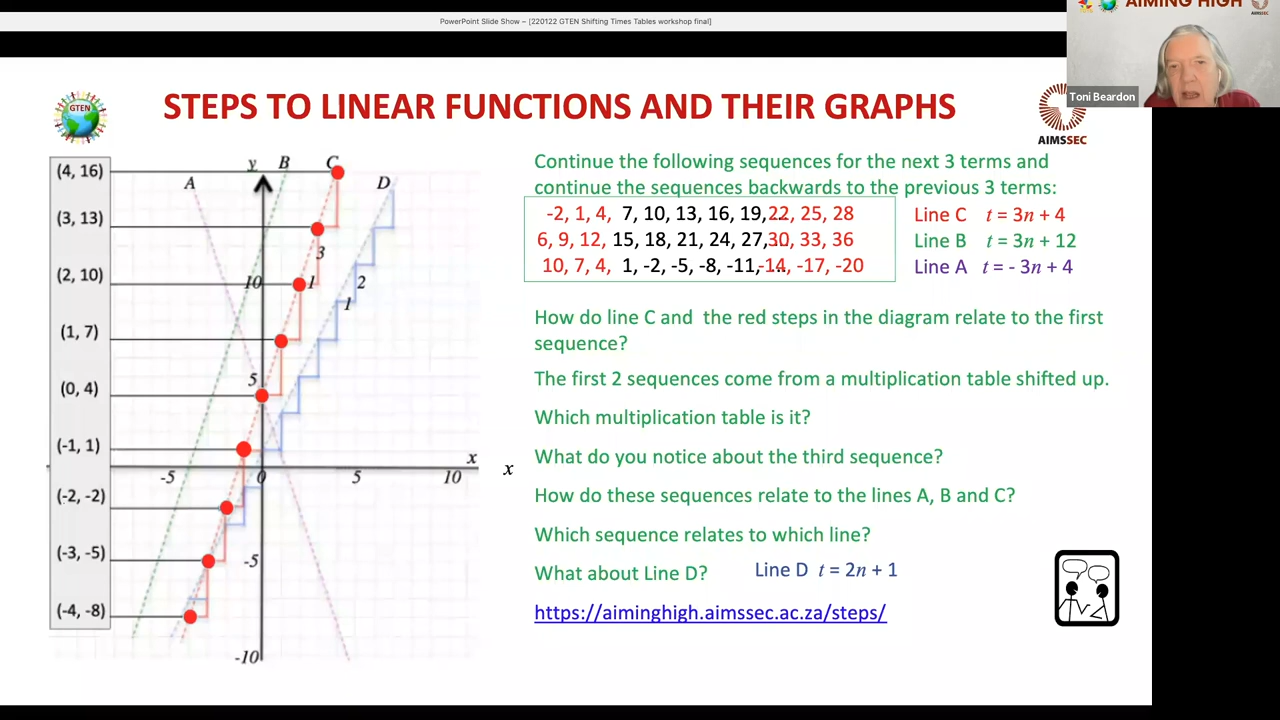 PowerPoint Slide Show – [220122 GTEN Shifting Times Tables workshop final]
AIMING HIGH
AIMSSEC
Toni Beardon
GTEN
STEPS TO LINEAR FUNCTIONS AND THEIR GRAPHS
AIMSSEC
(4, 16)
(3, 13)
(2, 10)
(1, 7)
(0, 4)
(-1, 1)
(-2, -2)
(-3, -5)
(-4, -8)
A
y
B
C
D
3
10
1
2
1
5
x
-5
0
5
10
x
-5
-10
Continue the following sequences for the next 3 terms and
continue the sequences backwards to the previous 3 terms:
-2, 1, 4, 7, 10, 13, 16, 19,... 22, 25, 28
Line C t = 3n + 4
6, 9, 12, 15, 18, 21, 24, 27,... 30, 33, 36
Line B t = 3n + 12
10, 7, 4, 1, -2, -5, -8, -11,... -14, -17, -20
Line A t = - 3n + 4
How do line C and the red steps in the diagram relate to the first
sequence?
The first 2 sequences come from a multiplication table shifted up.
Which multiplication table is it?
What do you notice about the third sequence?
How do these sequences relate to the lines A, B and C?
Which sequence relates to which line?
What about Line D? Line D t = 2n + 1
https://aiminghigh.aimssec.ac.za/steps/